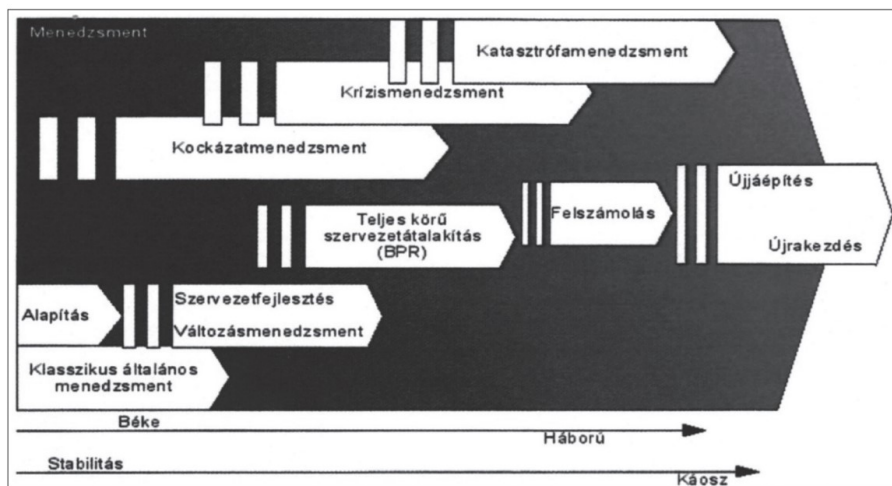 Menedzsment
Katasztrófamenedzsment
Krízismenedzsment
Kockázatmenedzsment
Újjáépítés
Újrakezdés
Felszámolás
Teljes körű
szervezetátalakítás
(BPR)
Szervezetfejlesztés
Változásmenedzsment
Alapítás
Klasszikus általános
menedzsment
Béke
Háború
Stabilitás
Káosz